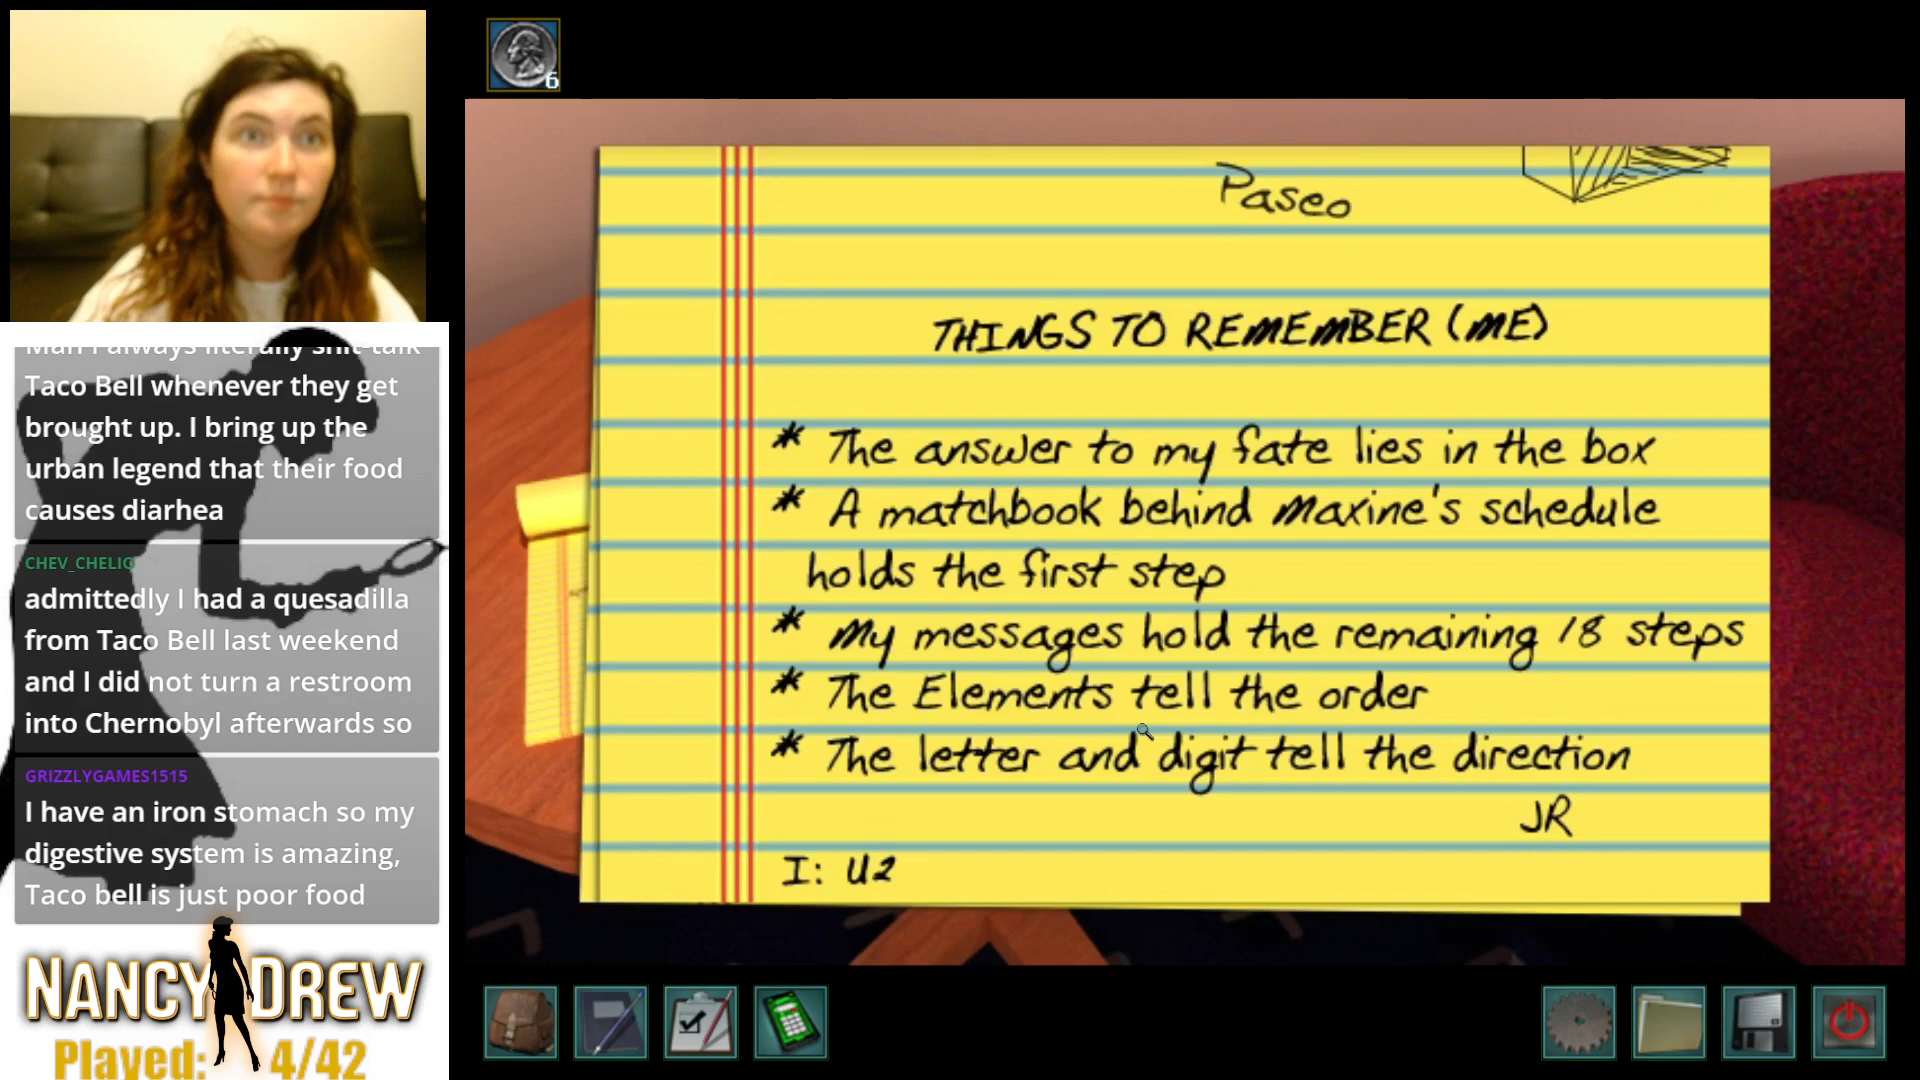 6
Paseo
THINGS TO REMEMBER (ME)
* The answer to my fate lies in the box
* A matchbook behind Maxine's schedule
holds the first step
* My messages hold the remaining 18 steps
* The Elements tell the order
* The letter and digit tell the direction
JR
I: U2
Man I always literally shit-talk
Taco Bell whenever they get
brought up. I bring up the
urban legend that their food
causes diarhea
CHEV_CHELIO
admittedly I had a quesadilla
from Taco Bell last weekend
and I did not turn a restroom
into Chernobyl afterwards so
GRIZZLYGAMES1515
I have an iron stomach so my
digestive system is amazing,
Taco bell is just poor food
NANCY DREW
Played: 4/42